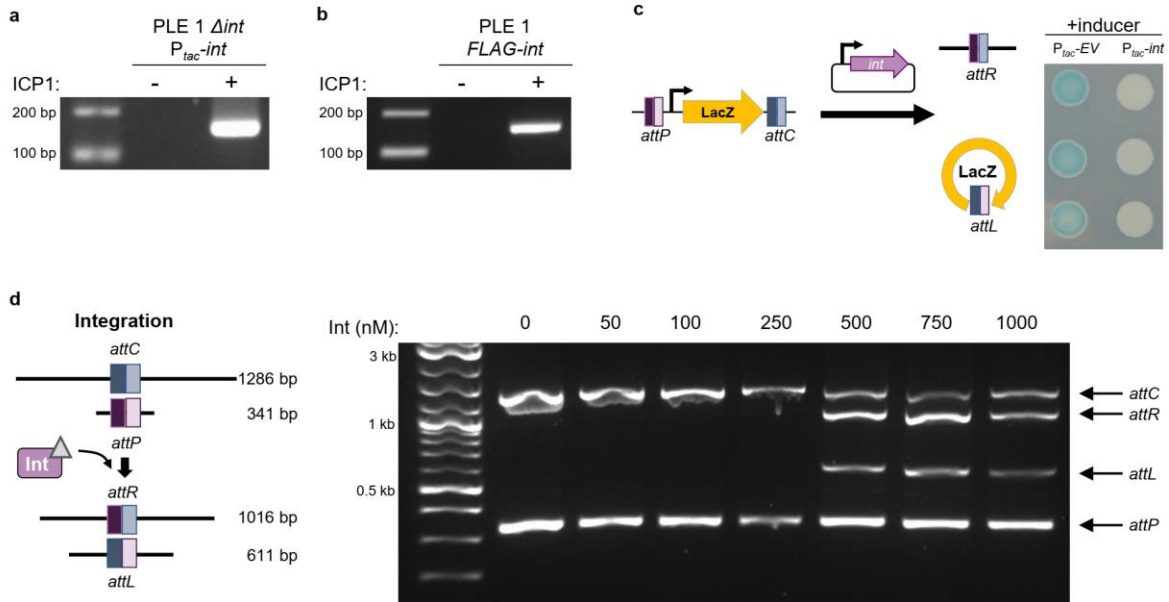 a
PLE 1 Δint
Ptac-int
ICP1: - +
200 bp
100 bp
b
PLE 1
FLAG-int
ICP1: - +
200 bp
100 bp
c
int
LacZ
attP attC
attR
LacZ
attL
+inducer
Ptac-EV Ptac-int
d
Integration
attC
1286 bp
341 bp
attP
Int
attR
1016 bp
611 bp
attL
Int (nM): 0 50 100 250 500 750 1000
3 kb
1 kb
0.5 kb
attC
attR
attL
attP